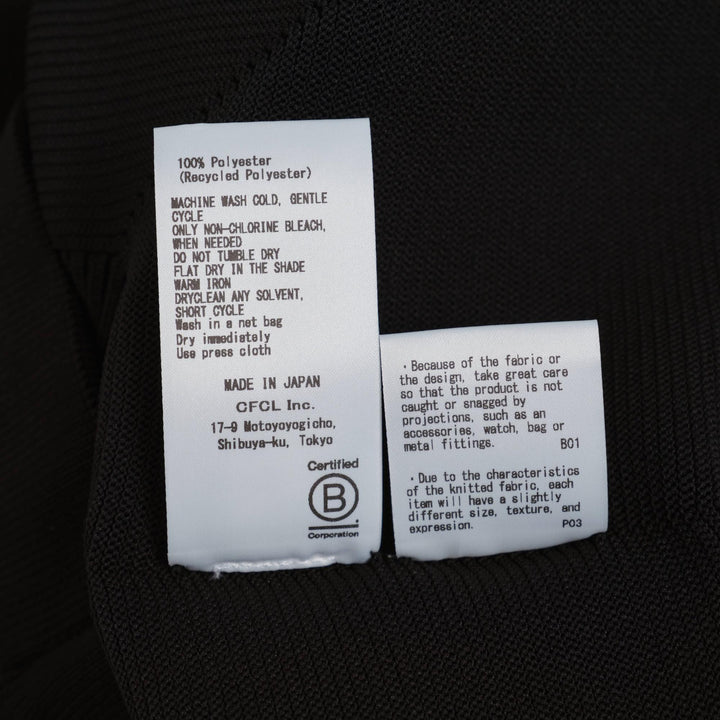 100% Polyester
(Recycled Polyester)
MACHINE WASH COLD, GENTLE
CYCLE
ONLY NON-CHLORINE BLEACH,
WHEN NEEDED
DO NOT TUMBLE DRY
FLAT DRY IN THE SHADE
WARM IRON
DRYCLEAN ANY SOLVENT,
SHORT CYCLE
Wash in a net bag
Dry immediately
Use press cloth
MADE IN JAPAN
CFCL Inc.
17-9 Motoyoyogicho,
Shibuya-ku, Tokyo
Certified
B
Corporation
・Because of the fabric or
the design, take great care
so that the product is not
caught or snagged by
projections, such as an
accessories, watch, bag or
metal fittings. B01
・Due to the characteristics
of the knitted fabric, each
item will have a slightly
different size, texture, and
expression. P03